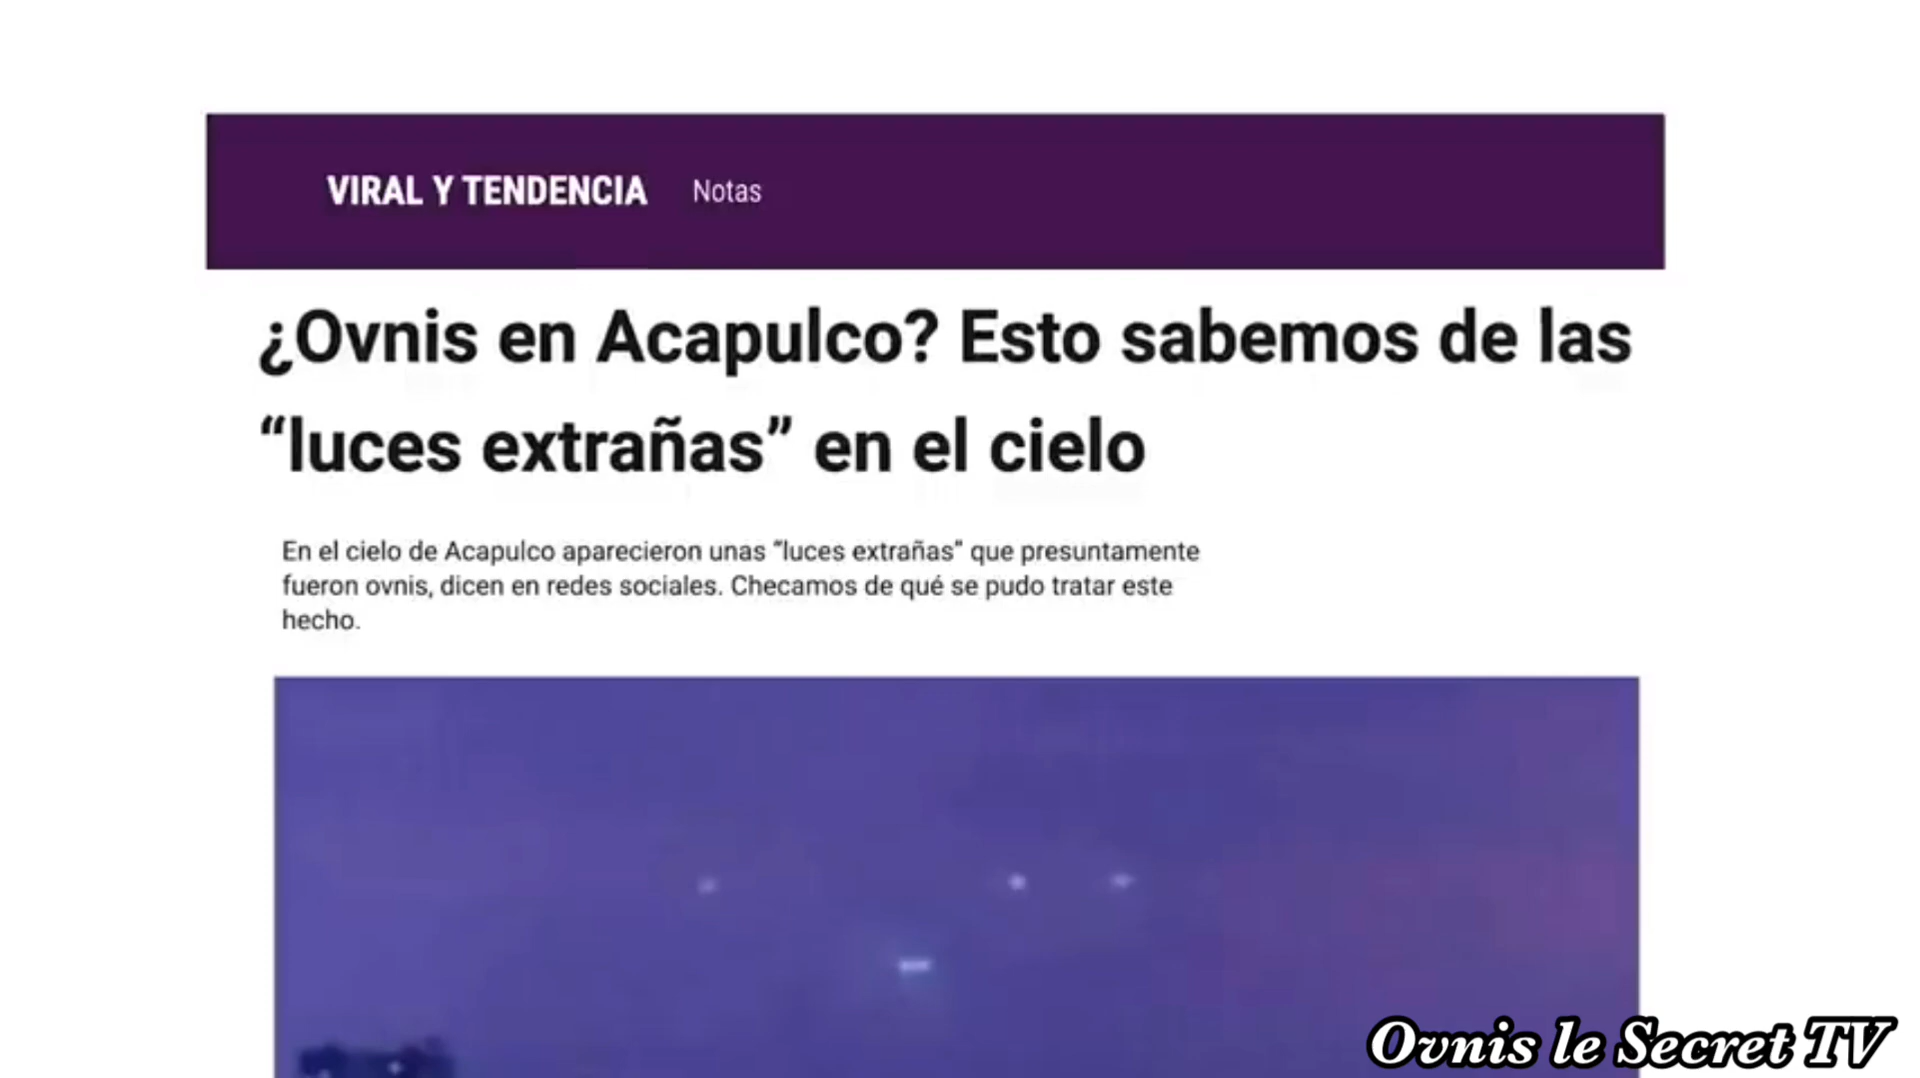 VIRAL Y TENDENCIA Notas
¿Ovnis en Acapulco? Esto sabemos de las
“luces extrañas” en el cielo
En el cielo de Acapulco aparecieron unas “luces extrañas” que presuntamente
fueron ovnis, dicen en redes sociales. Checamos de qué se pudo tratar este
hecho.
Ovnis le Secret TV